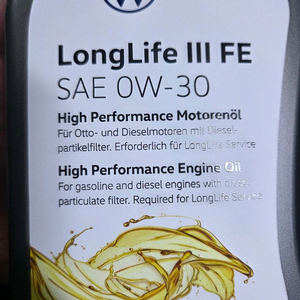 LongLife III FE
SAE 0W-30
High Performance Motorenöl
Für Otto- und Dieselmotoren mit Diesel-
partikelfilter. Erforderlich für LongLife Service
High Performance Engine Oil
For gasoline and diesel engines with diesel
particulate filter. Required for LongLife Service